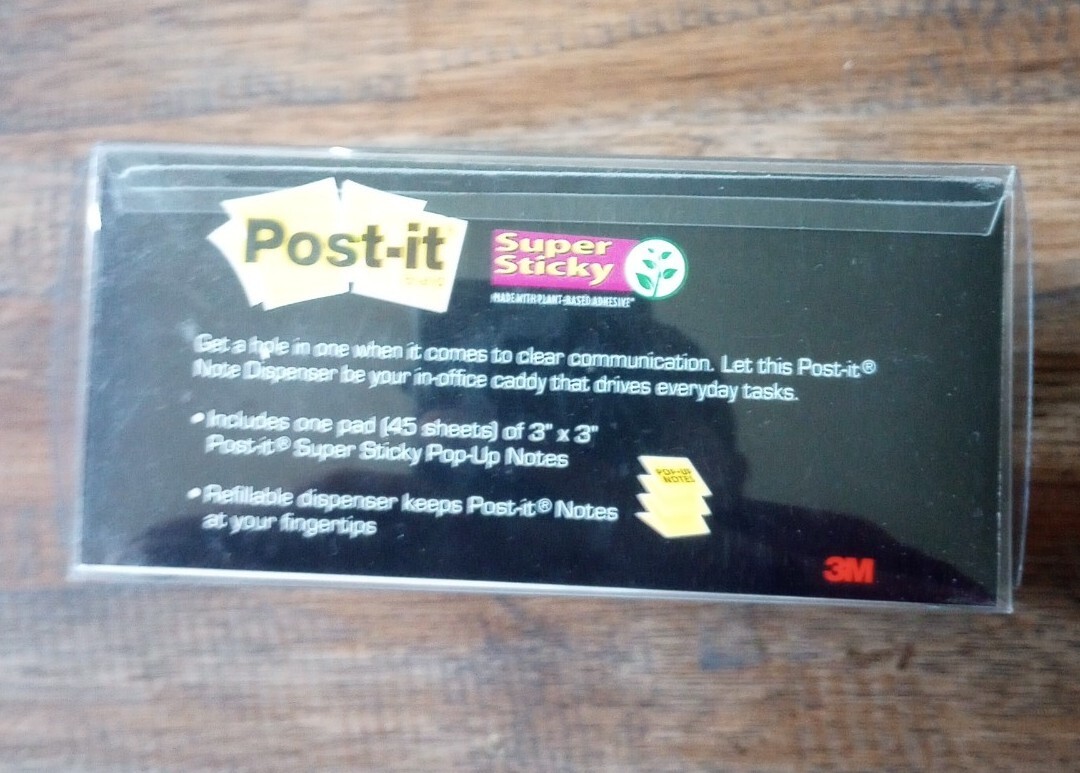 Post-it
Super
Sticky
MADE WITH PLANT-BASED ADHESIVE*
Get a hole in one when it comes to clear communication. Let this Post-it®
Note Dispenser be your in-office caddy that drives everyday tasks.
• Includes one pad (45 sheets) of 3" x 3"
Post-it® Super Sticky Pop-Up Notes
POP-UP
NOTES
• Refillable dispenser keeps Post-it® Notes
at your fingertips
3M